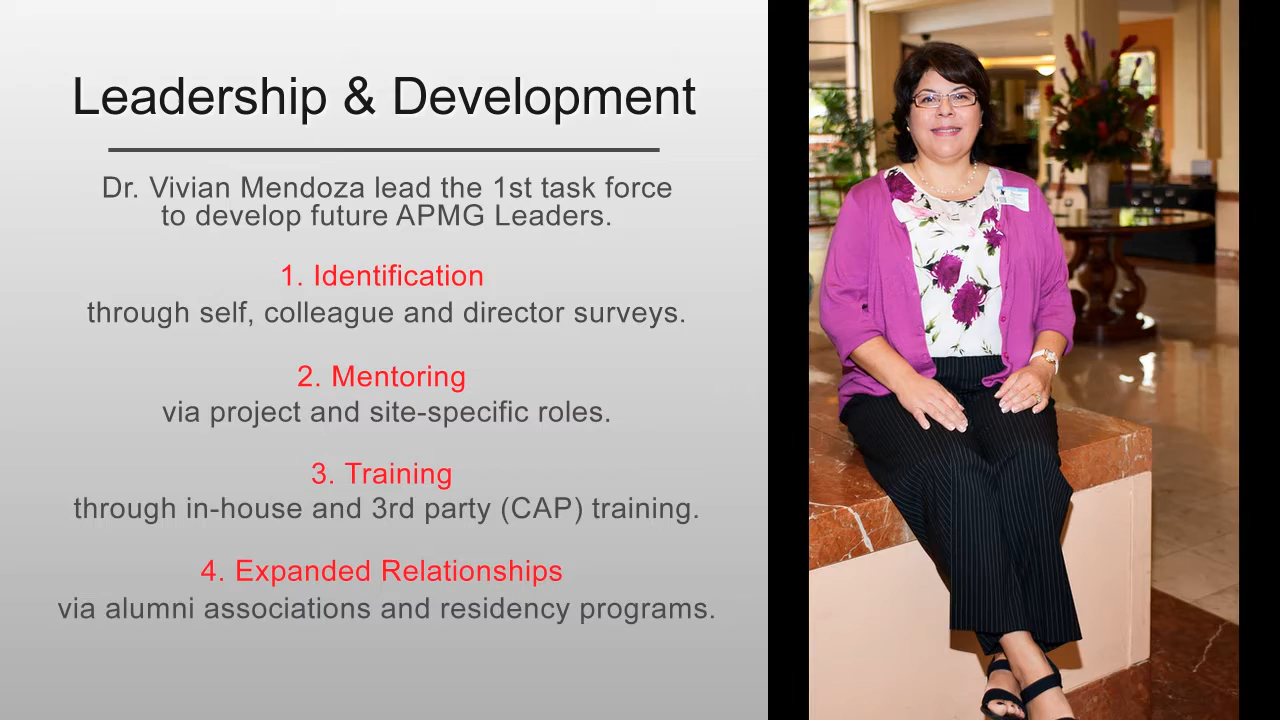 Leadership & Development
Dr. Vivian Mendoza lead the 1st task force
to develop future APMG Leaders.
1. Identification
through self, colleague and director surveys.
2. Mentoring
via project and site-specific roles.
3. Training
through in-house and 3rd party (CAP) training.
4. Expanded Relationships
via alumni associations and residency programs.